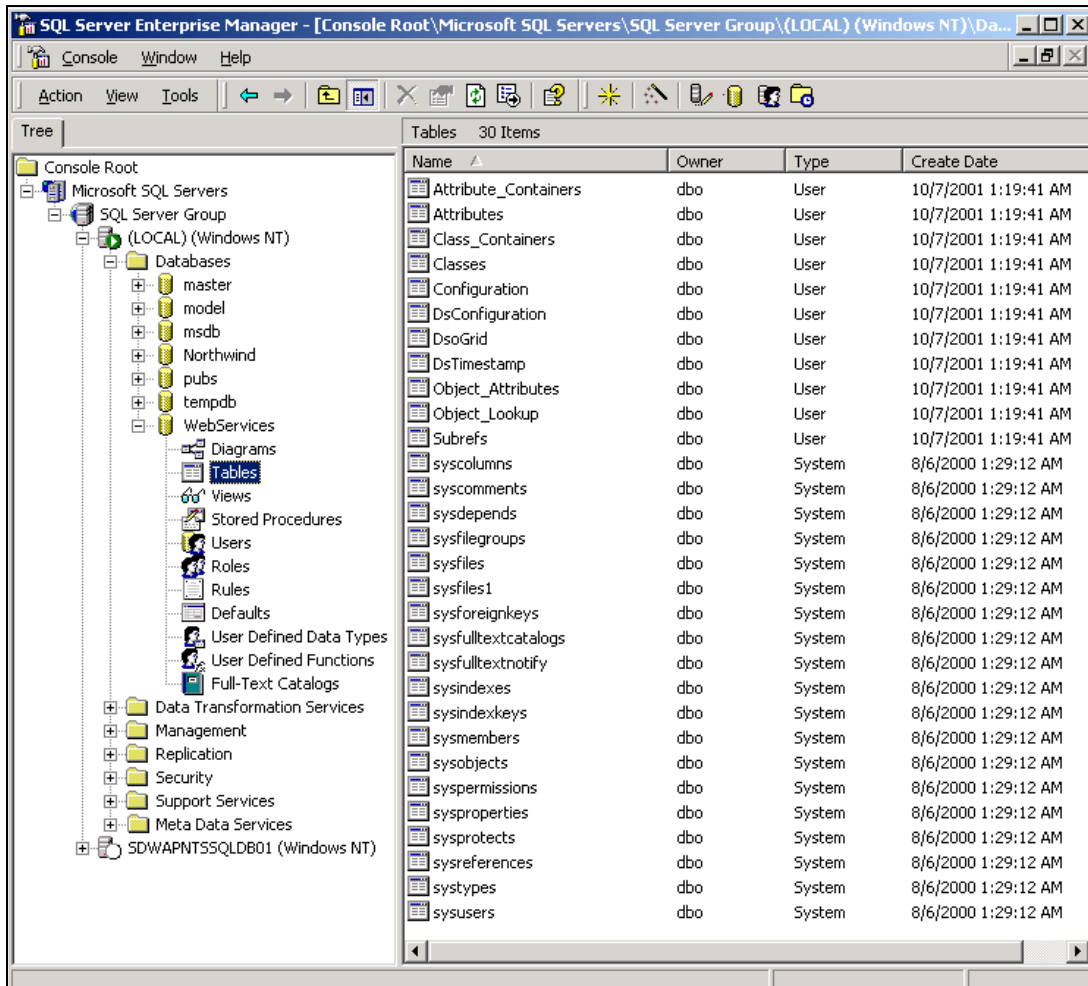 SQL Server Enterprise Manager - [Console Root\Microsoft SQL Servers\SQL Server Group\(LOCAL) (Windows NT)\Da...
Console Window Help
Action View Tools
Tree
Console Root
Microsoft SQL Servers
SQL Server Group
(LOCAL) (Windows NT)
Databases
master
model
msdb
Northwind
pubs
tempdb
WebServices
Diagrams
Tables
Views
Stored Procedures
Users
Roles
Rules
Defaults
User Defined Data Types
User Defined Functions
Full-Text Catalogs
Data Transformation Services
Management
Replication
Security
Support Services
Meta Data Services
SDWAPNTSSQLDB01 (Windows NT)
Tables 30 Items
Name Owner Type Create Date
Attribute_Containers dbo User 10/7/2001 1:19:41 AM
Attributes dbo User 10/7/2001 1:19:41 AM
Class_Containers dbo User 10/7/2001 1:19:41 AM
Classes dbo User 10/7/2001 1:19:41 AM
Configuration dbo User 10/7/2001 1:19:41 AM
DsConfiguration dbo User 10/7/2001 1:19:41 AM
DsoGrid dbo User 10/7/2001 1:19:41 AM
DsTimestamp dbo User 10/7/2001 1:19:41 AM
Object_Attributes dbo User 10/7/2001 1:19:41 AM
Object_Lookup dbo User 10/7/2001 1:19:41 AM
Subrefs dbo User 10/7/2001 1:19:41 AM
syscolumns dbo System 8/6/2000 1:29:12 AM
syscomments dbo System 8/6/2000 1:29:12 AM
sysdepends dbo System 8/6/2000 1:29:12 AM
sysfilegroups dbo System 8/6/2000 1:29:12 AM
sysfiles dbo System 8/6/2000 1:29:12 AM
sysfiles1 dbo System 8/6/2000 1:29:12 AM
sysforeignkeys dbo System 8/6/2000 1:29:12 AM
sysfulltextcatalogs dbo System 8/6/2000 1:29:12 AM
sysfulltextnotify dbo System 8/6/2000 1:29:12 AM
sysindexes dbo System 8/6/2000 1:29:12 AM
sysindexkeys dbo System 8/6/2000 1:29:12 AM
sysmembers dbo System 8/6/2000 1:29:12 AM
sysobjects dbo System 8/6/2000 1:29:12 AM
syspermissions dbo System 8/6/2000 1:29:12 AM
sysproperties dbo System 8/6/2000 1:29:12 AM
sysprotects dbo System 8/6/2000 1:29:12 AM
sysreferences dbo System 8/6/2000 1:29:12 AM
systypes dbo System 8/6/2000 1:29:12 AM
sysusers dbo System 8/6/2000 1:29:12 AM